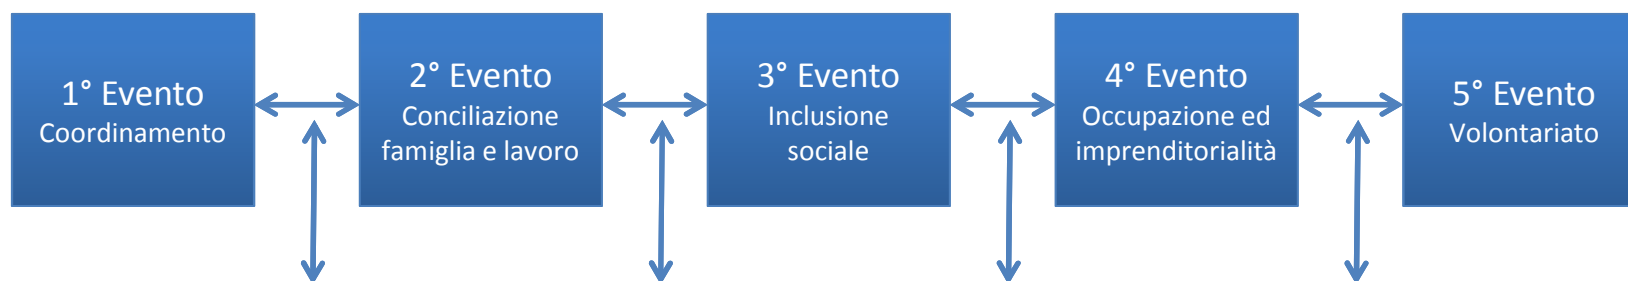 1° Evento
Coordinamento
2° Evento
Conciliazione
famiglia e lavoro
3° Evento
Inclusione
sociale
4° Evento
Occupazione ed
imprenditorialità
5° Evento
Volontariato